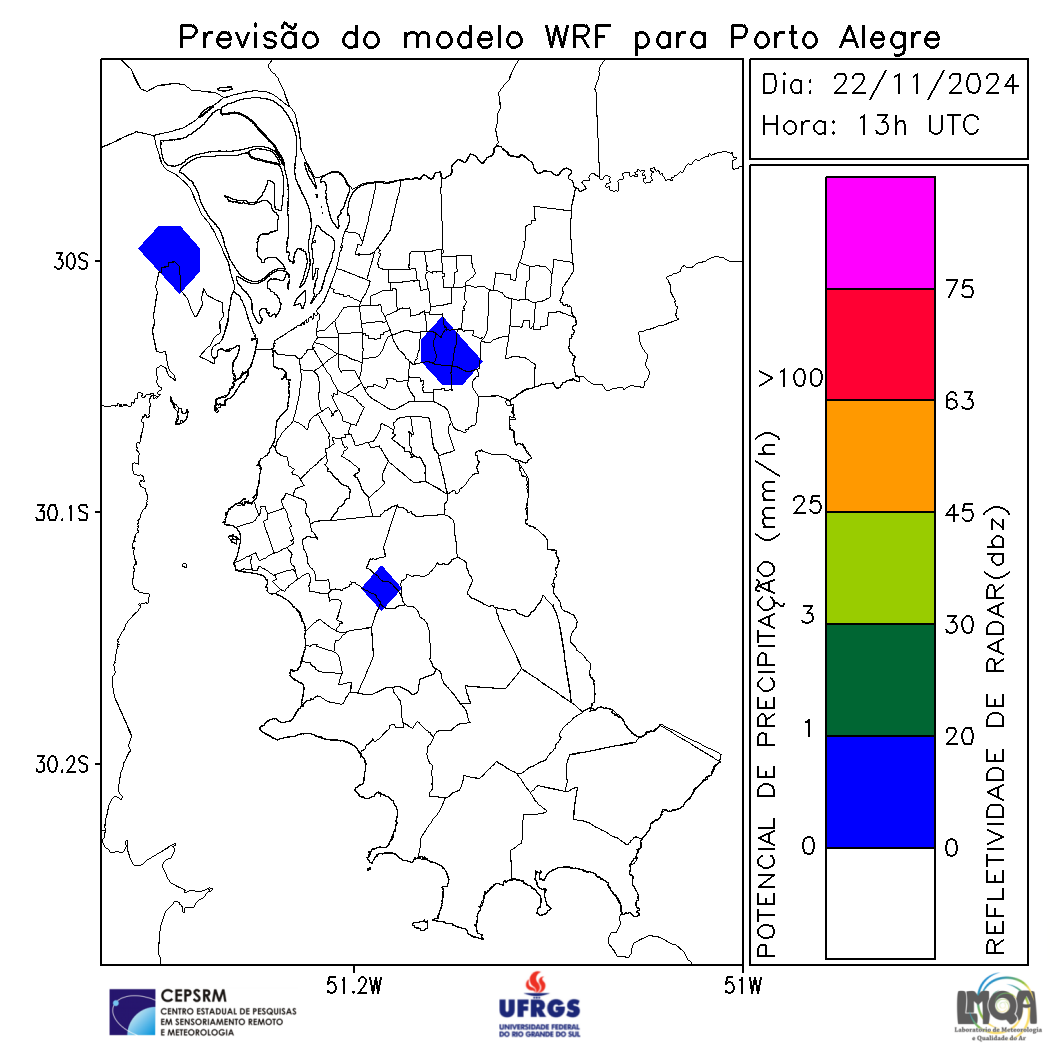 Previsão do modelo WRF para Porto Alegre
Dia: 22/11/2024
Hora: 13h UTC
30S
30.1S
30.2S
51.2W
51W
POTENCIAL DE PRECIPITAÇÃO (mm/h)
>100
25
3
1
0
75
63
45
30
20
0
REFLETIVIDADE DE RADAR(dbz)
CEPSRM
CENTRO ESTADUAL DE PESQUISAS
EM SENSORIAMENTO REMOTO
E METEOROLOGIA
UFRGS
UNIVERSIDADE FEDERAL
DO RIO GRANDE DO SUL
LMQA
Laboratório de Meteorologia
e Qualidade do Ar